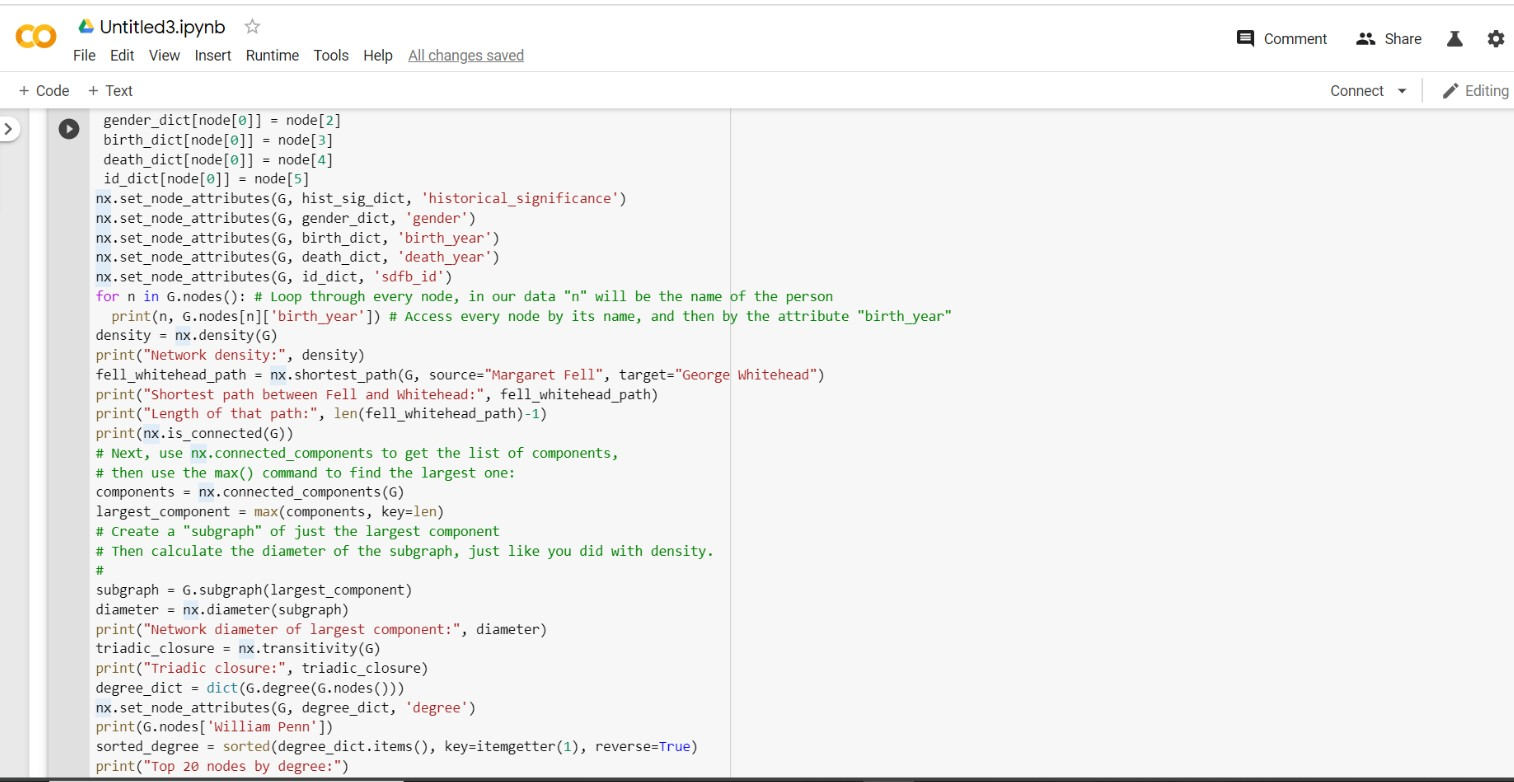 CO Untitled3.ipynb
File Edit View Insert Runtime Tools Help All changes saved
Comment Share
+ Code + Text
Connect Editing
gender_dict[node[0]] = node[2]
birth_dict[node[0]] = node[3]
death_dict[node[0]] = node[4]
id_dict[node[0]] = node[5]
nx.set_node_attributes(G, hist_sig_dict, 'historical_significance')
nx.set_node_attributes(G, gender_dict, 'gender')
nx.set_node_attributes(G, birth_dict, 'birth_year')
nx.set_node_attributes(G, death_dict, 'death_year')
nx.set_node_attributes(G, id_dict, 'sdfb_id')
for n in G.nodes(): # Loop through every node, in our data "n" will be the name of the person
  print(n, G.nodes[n]['birth_year']) # Access every node by its name, and then by the attribute "birth_year"
density = nx.density(G)
print("Network density:", density)
fell_whitehead_path = nx.shortest_path(G, source="Margaret Fell", target="George Whitehead")
print("Shortest path between Fell and Whitehead:", fell_whitehead_path)
print("Length of that path:", len(fell_whitehead_path)-1)
print(nx.is_connected(G))
# Next, use nx.connected_components to get the list of components,
# then use the max() command to find the largest one:
components = nx.connected_components(G)
largest_component = max(components, key=len)
# Create a "subgraph" of just the largest component
# Then calculate the diameter of the subgraph, just like you did with density.
#
subgraph = G.subgraph(largest_component)
diameter = nx.diameter(subgraph)
print("Network diameter of largest component:", diameter)
triadic_closure = nx.transitivity(G)
print("Triadic closure:", triadic_closure)
degree_dict = dict(G.degree(G.nodes()))
nx.set_node_attributes(G, degree_dict, 'degree')
print(G.nodes['William Penn'])
sorted_degree = sorted(degree_dict.items(), key=itemgetter(1), reverse=True)
print("Top 20 nodes by degree:")